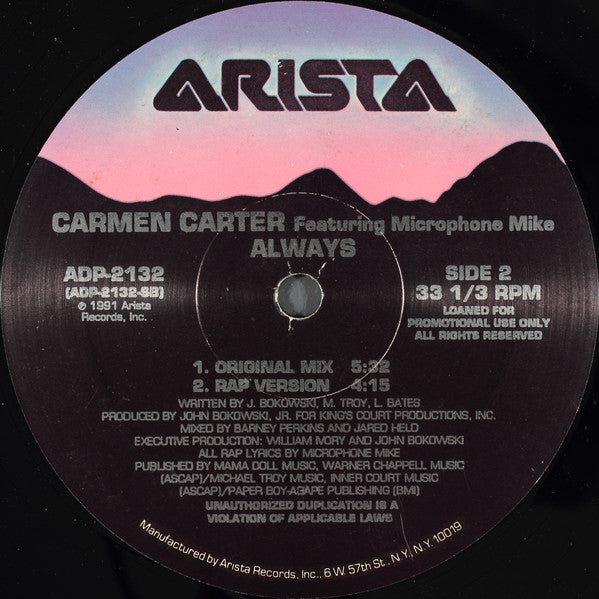 ARISTA
CARMEN CARTER Featuring Microphone Mike
ALWAYS
ADP-2132
(ADP-2132-SB)
℗ 1991 Arista
Records, Inc.
SIDE 2
33 1/3 RPM
LOANED FOR
PROMOTIONAL USE ONLY
ALL RIGHTS RESERVED
1. ORIGINAL MIX 5:32
2. RAP VERSION 4:15
WRITTEN BY J. BOKOWSKI, M. TROY, L. BATES
PRODUCED BY JOHN BOKOWSKI, JR. FOR KING'S COURT PRODUCTIONS, INC.
MIXED BY BARNEY PERKINS AND JARED HELD
EXECUTIVE PRODUCTION: WILLIAM MORY AND JOHN BOKOWSKI
ALL RAP LYRICS BY MICROPHONE MIKE
PUBLISHED BY MAMA DOLL MUSIC, WARNER CHAPPELL MUSIC
(ASCAP)/MICHAEL TROY MUSIC, INNER COURT MUSIC
(ASCAP)/PAPER BOY-AƎAPE PUBLISHING (BMI)
UNAUTHORIZED DUPLICATION IS A
VIOLATION OF APPLICABLE LAWS
Manufactured by Arista Records, Inc., 6 W. 57th St., N.Y., N.Y. 10019